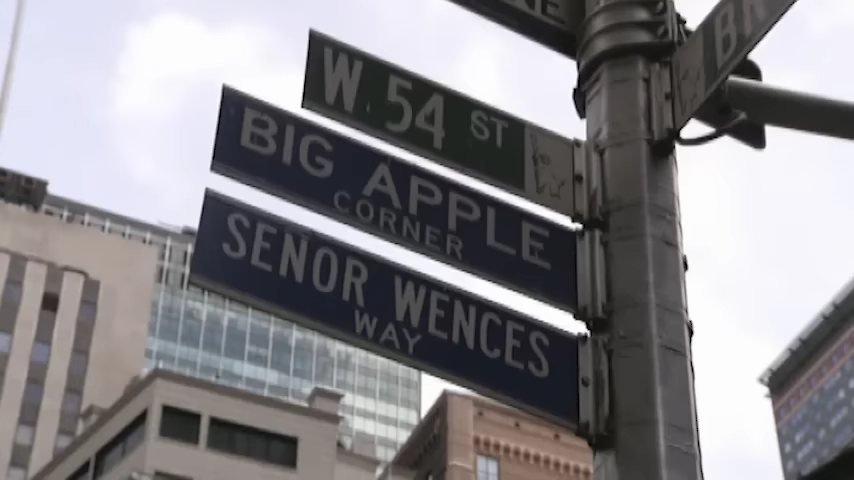 W 54 ST
BIG APPLE
CORNER
SENOR WENCES
WAY